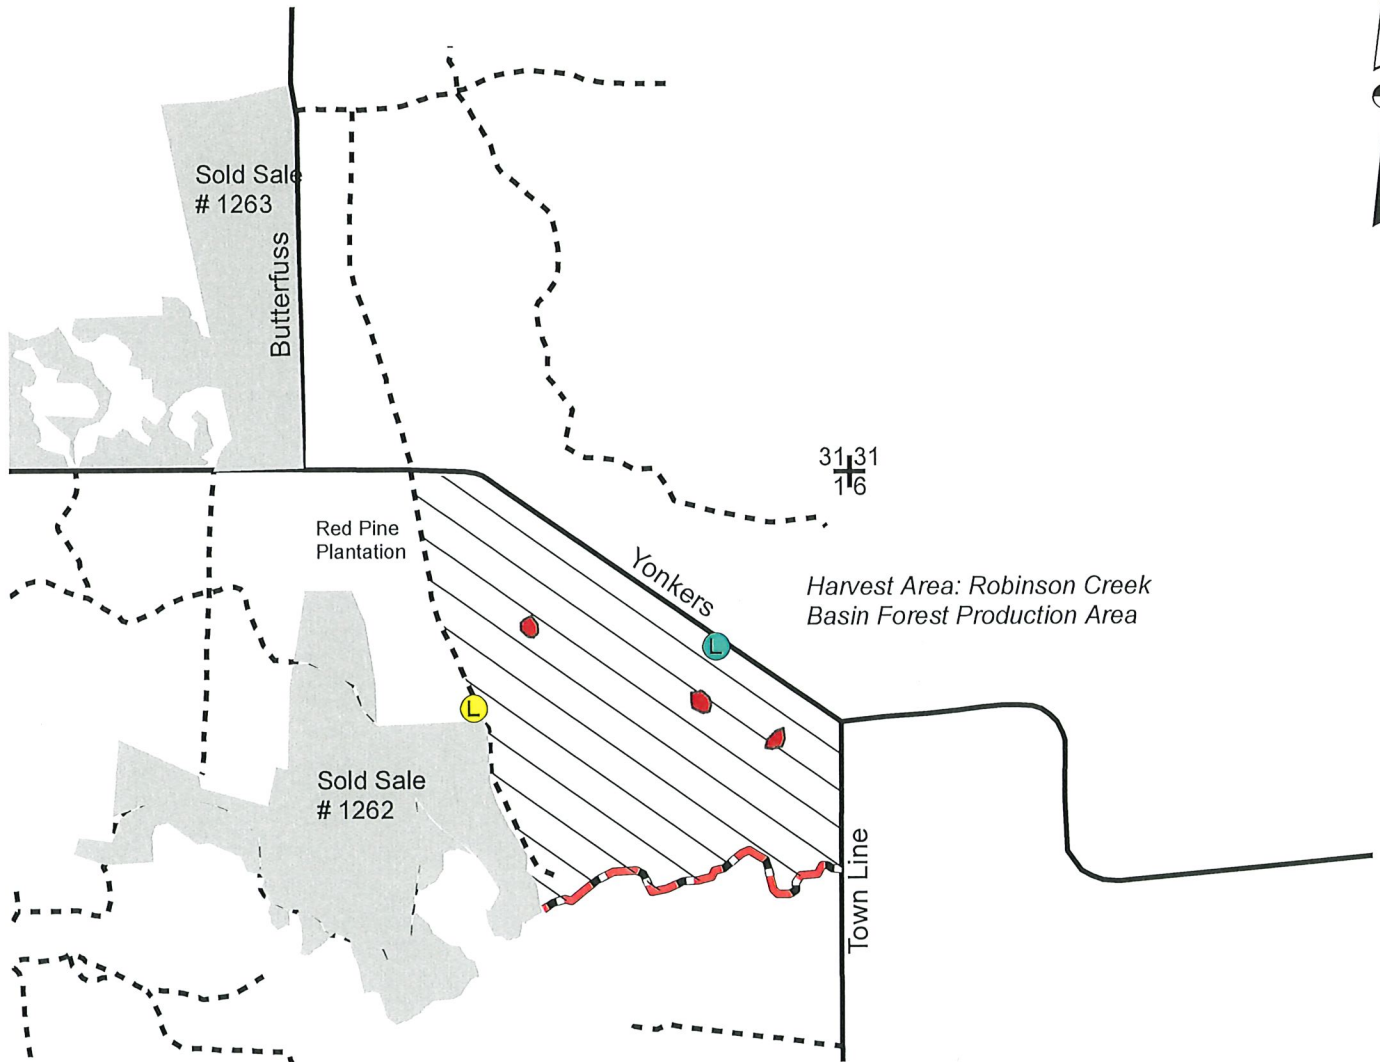 Sold Sale
# 1263
Butterfuss
31 31
1 6
Red Pine
Plantation
Yonkers
Harvest Area: Robinson Creek
Basin Forest Production Area
L
L
Sold Sale
# 1262
Town Line